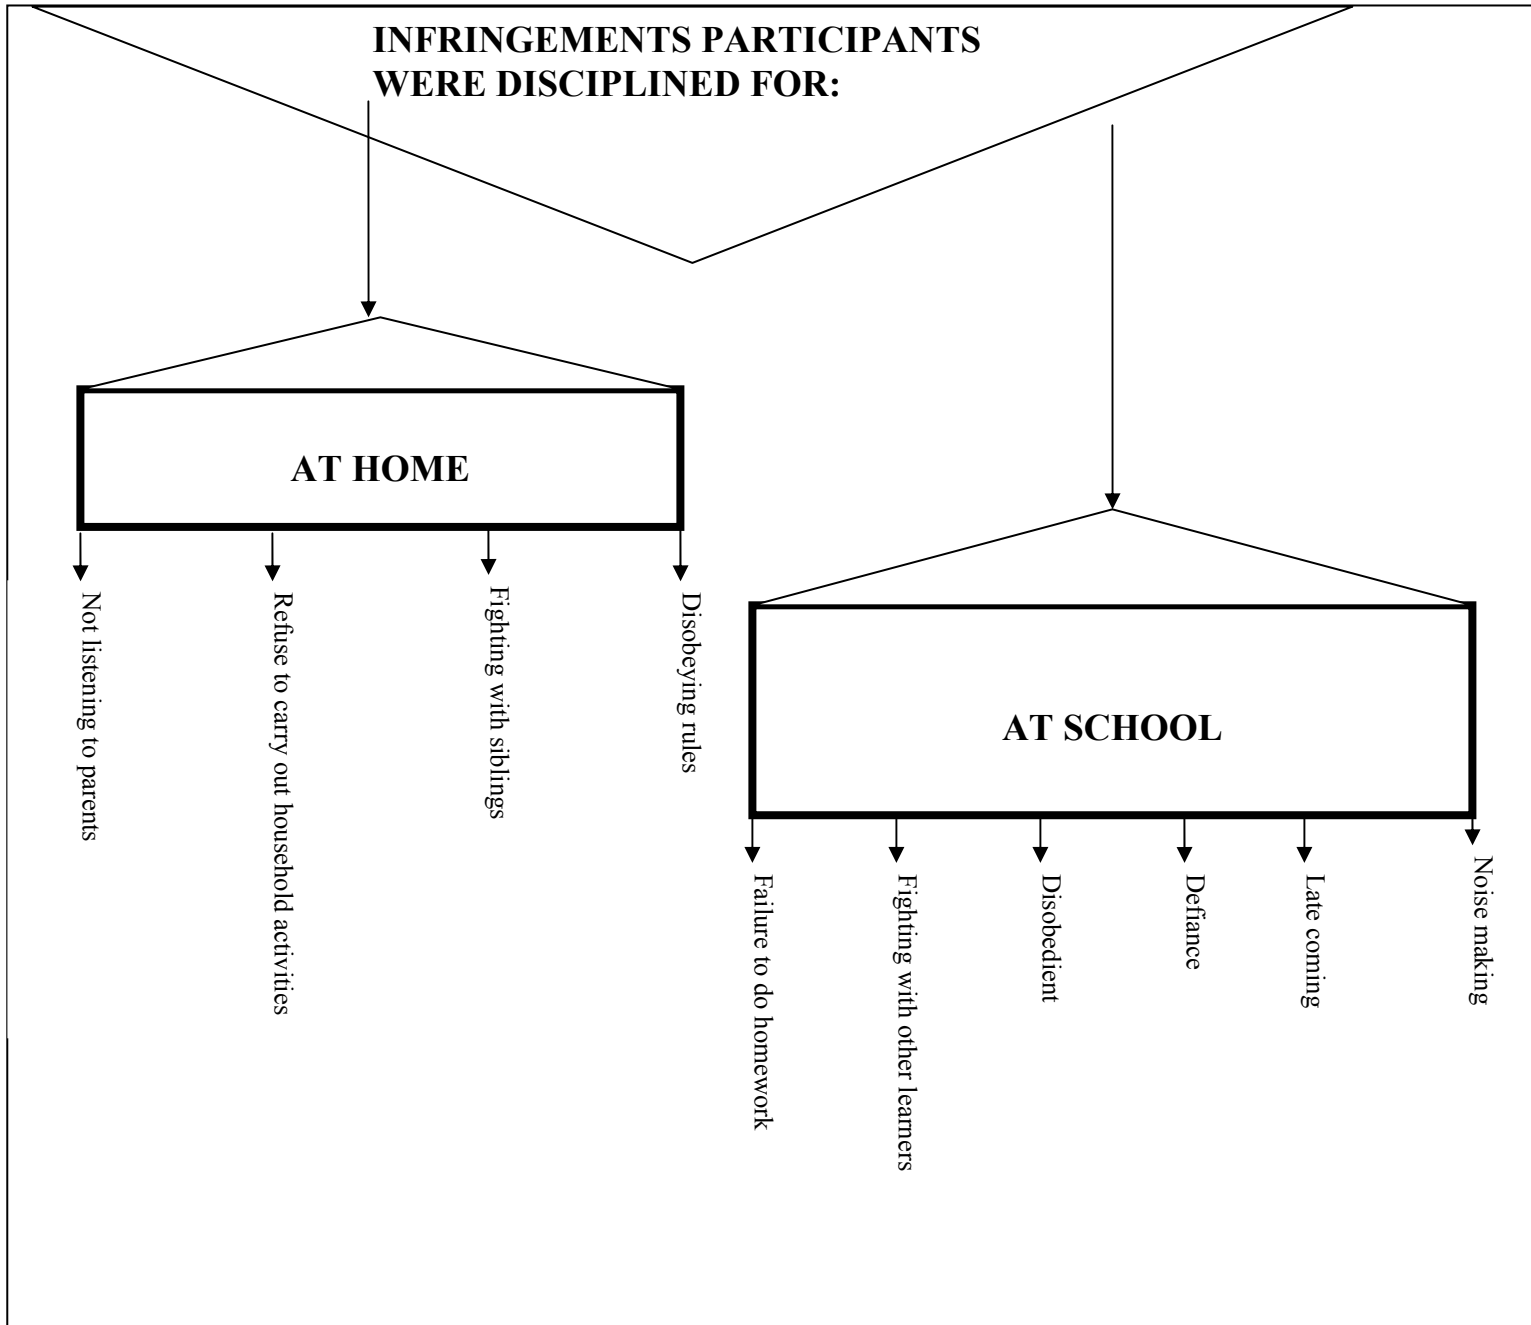 INFRINGEMENTS PARTICIPANTS
WERE DISCIPLINED FOR:
AT HOME
Not listening to parents
Refuse to carry out household activities
Fighting with siblings
Disobeying rules
AT SCHOOL
Failure to do homework
Fighting with other learners
Disobedient
Defiance
Late coming
Noise making